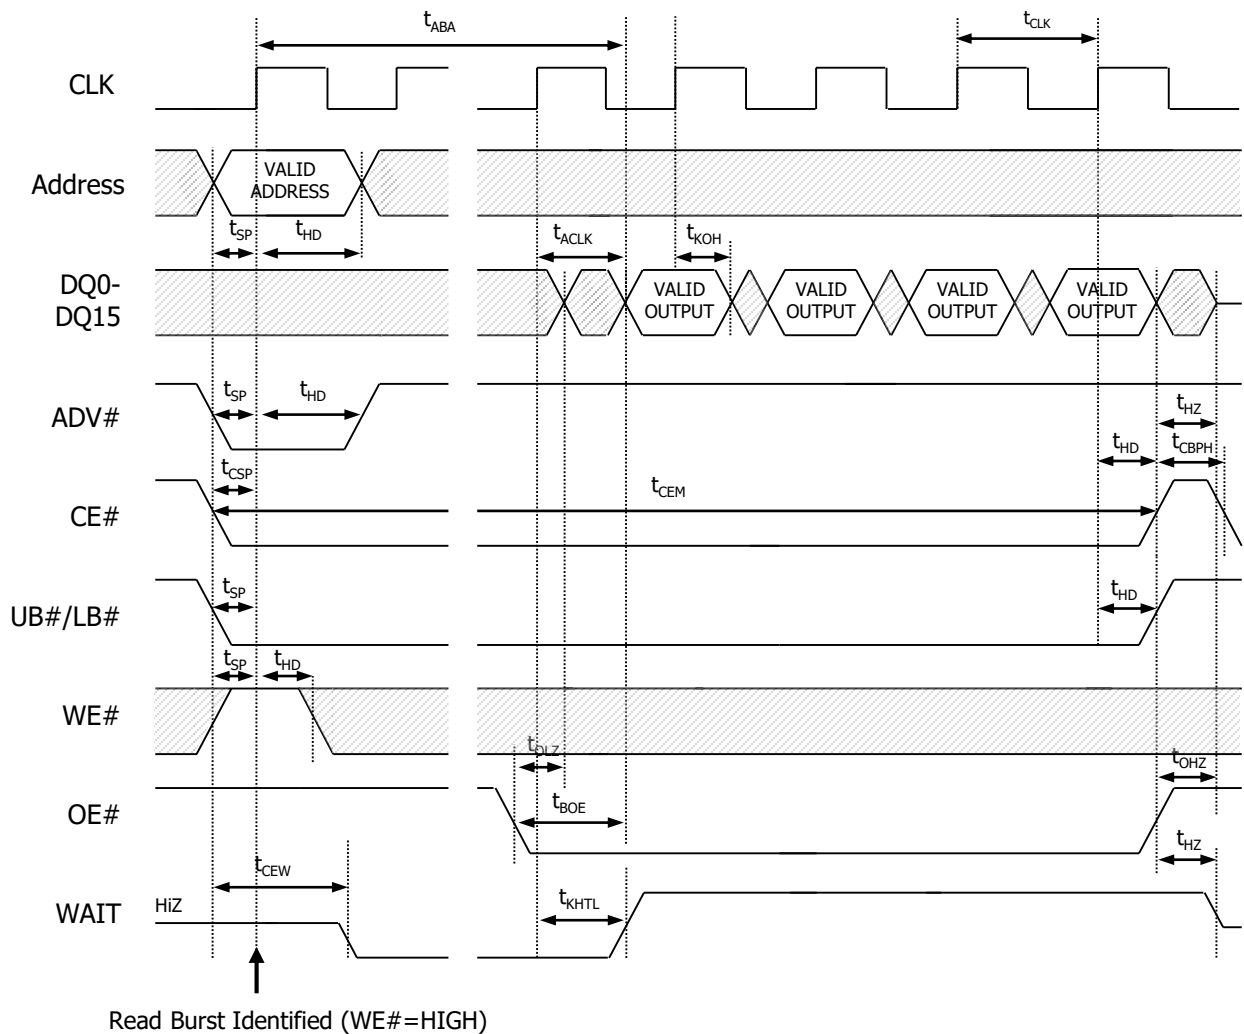 tABA
tCLK
CLK
Address
VALID
ADDRESS
tSP
tHD
tACLK
tKOH
DQ0-
DQ15
VALID
OUTPUT
VALID
OUTPUT
VALID
OUTPUT
VALID
OUTPUT
ADV#
tSP
tHD
tHZ
tHD
tCBPH
tCSP
tCEM
CE#
UB#/LB#
tSP
tHD
tSP
tHD
WE#
tOLZ
tOHZ
OE#
tBOE
tHZ
tCEW
WAIT
HiZ
tKHTL
Read Burst Identified (WE#=HIGH)